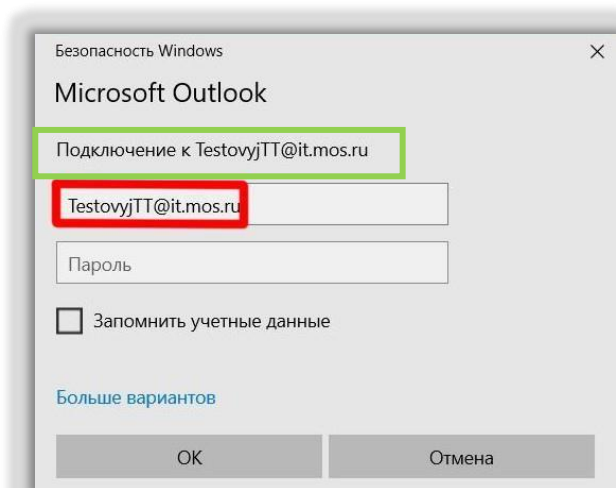 Безопасность Windows
Microsoft Outlook
Подключение к TestovyjTT@it.mos.ru
TestovyjTT@it.mos.ru
Пароль
Запомнить учетные данные
Больше вариантов
ОК
Отмена